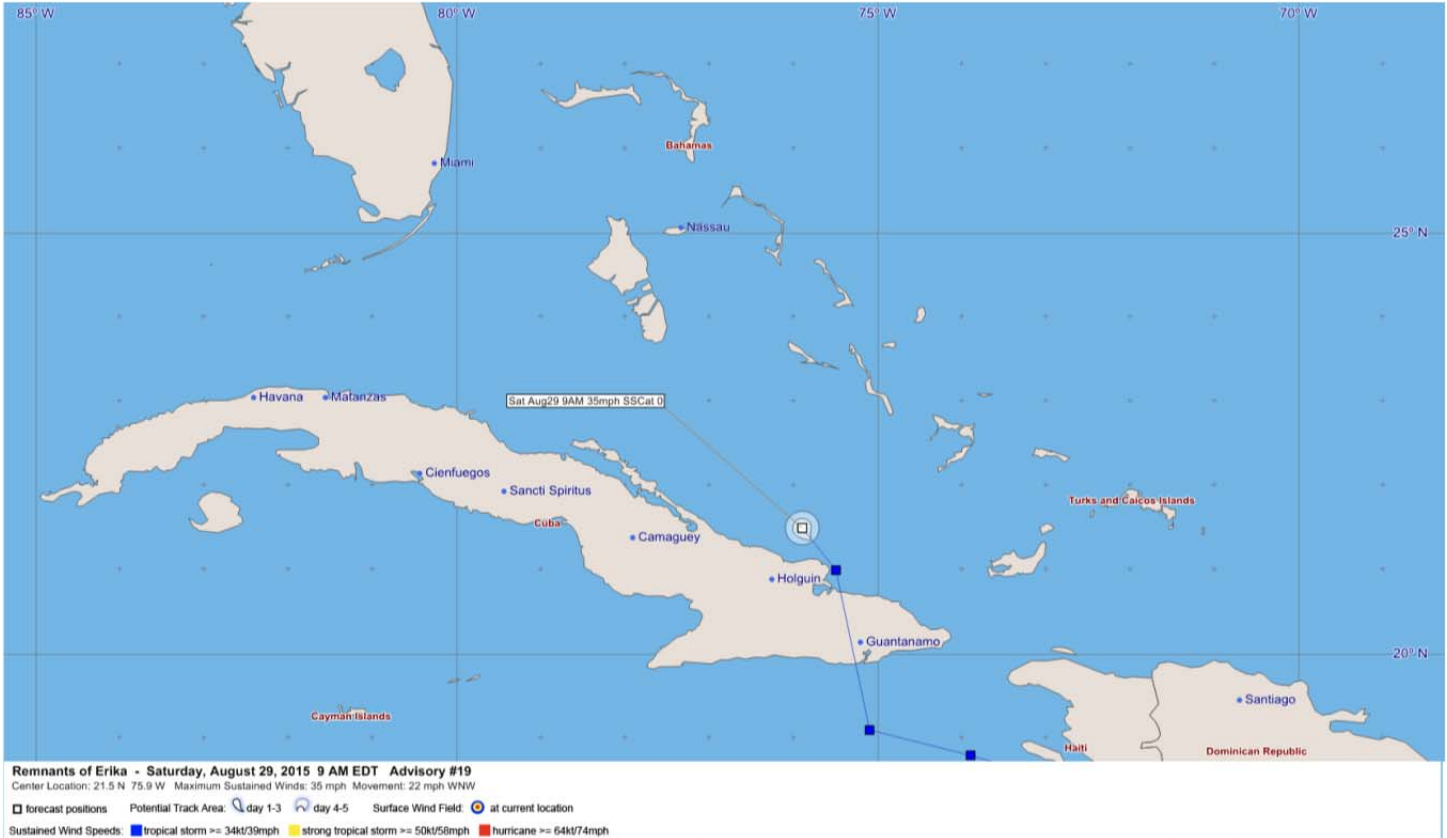 85° W 80° W 75° W 70° W
Bahamas
Miami
Nassau
25° N
Havana
Matanzas
Sat Aug29 9AM 35mph SSCat 0
Cienfuegos
Sancti Spiritus
Turks and Caicos Islands
Cuba
Camaguey
Holguin
Guantanamo
20° N
Santiago
Cayman Islands
Haiti
Dominican Republic
Remnants of Erika - Saturday, August 29, 2015 9 AM EDT Advisory #19
Center Location: 21.5 N 75.9 W Maximum Sustained Winds: 35 mph Movement: 22 mph WNW
forecast positions Potential Track Area: day 1-3 day 4-5 Surface Wind Field: at current location
Sustained Wind Speeds: tropical storm >= 34kt/39mph strong tropical storm >= 50kt/58mph hurricane >= 64kt/74mph